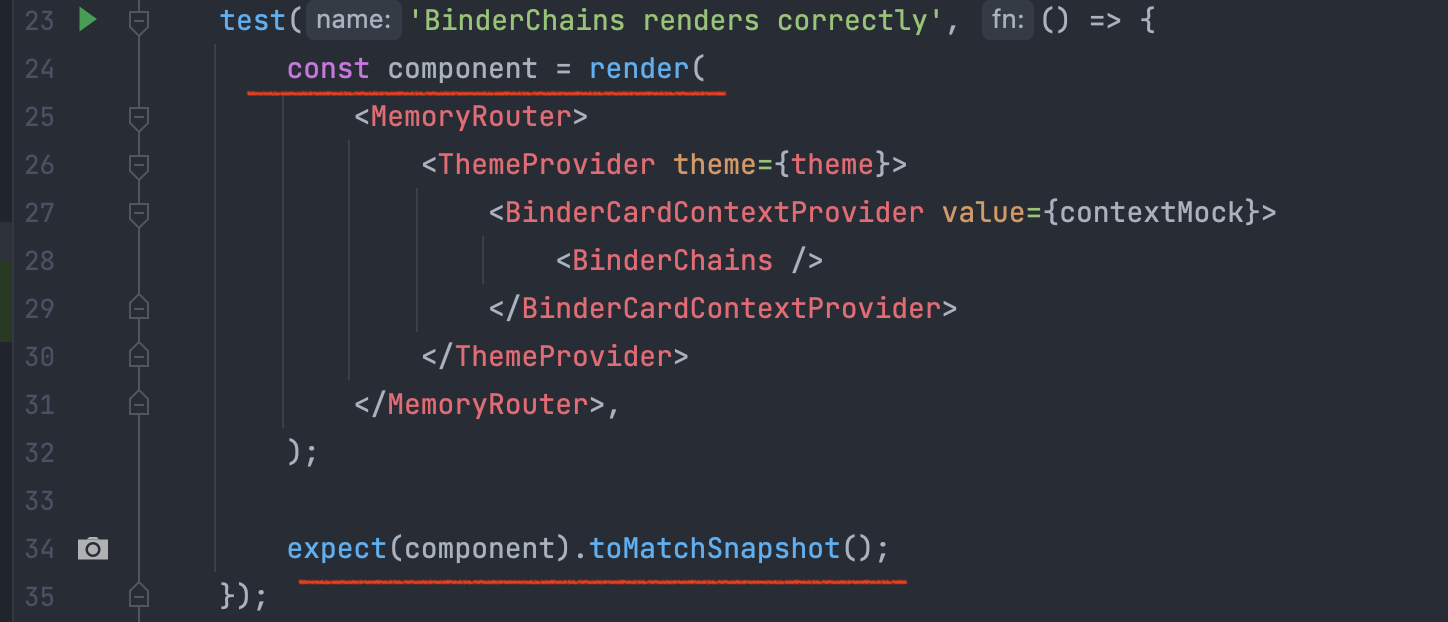 23 test( name: 'BinderChains renders correctly', fn: () => {
24 const component = render(
25 <MemoryRouter>
26 <ThemeProvider theme={theme}>
27 <BinderCardContextProvider value={contextMock}>
28 <BinderChains />
29 </BinderCardContextProvider>
30 </ThemeProvider>
31 </MemoryRouter>,
32 );
33
34 expect(component).toMatchSnapshot();
35 });